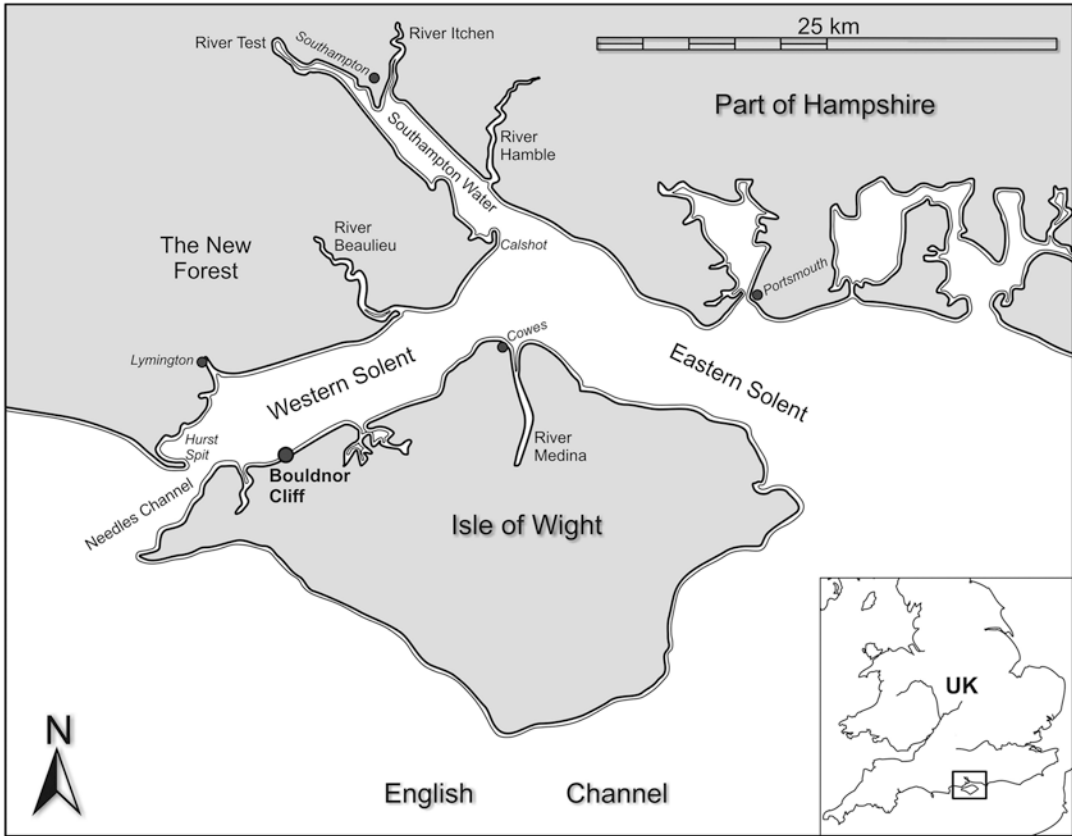 River Test
Southampton
River Itchen
25 km
Part of Hampshire
River
Hamble
Southampton Water
River
Beaulieu
The New
Forest
Calshot
Portsmouth
Lymington
Cowes
Western Solent
Eastern Solent
Hurst
Spit
River
Medina
Bouldnor
Cliff
Needles Channel
Isle of Wight
UK
N
English Channel